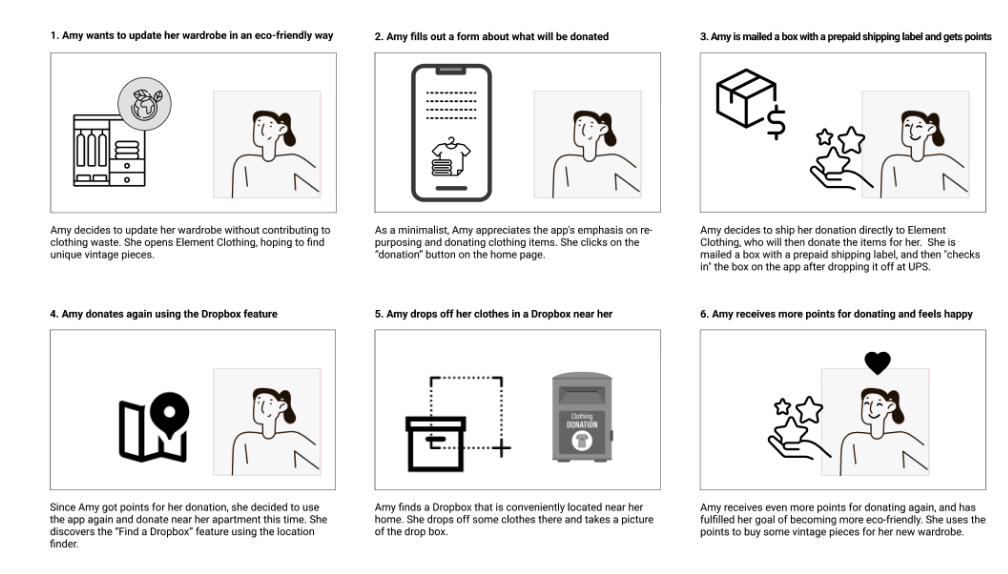 1. Amy wants to update her wardrobe in an eco-friendly way
Amy decides to update her wardrobe without contributing to
clothing waste. She opens Element Clothing, hoping to find
unique vintage pieces.
2. Amy fills out a form about what will be donated
As a minimalist, Amy appreciates the app's emphasis on re-
purposing and donating clothing items. She clicks on the
“donation” button on the home page.
3. Amy is mailed a box with a prepaid shipping label and gets points
$
Amy decides to ship her donation directly to Element
Clothing, who will then donate the items for her.  She is
mailed a box with a prepaid shipping label, and then "checks
in" the box on the app after dropping it off at UPS.
4. Amy donates again using the Dropbox feature
Since Amy got points for her donation, she decided to use
the app again and donate near her apartment this time. She
discovers the “Find a Dropbox” feature using the location
finder.
5. Amy drops off her clothes in a Dropbox near her
Clothing
DONATION
Amy finds a Dropbox that is conveniently located near her
home. She drops off some clothes there and takes a picture
of the drop box.
6. Amy receives more points for donating and feels happy
Amy receives even more points for donating again, and has
fulfilled her goal of becoming more eco-friendly. She uses the
points to buy some vintage pieces for her new wardrobe.